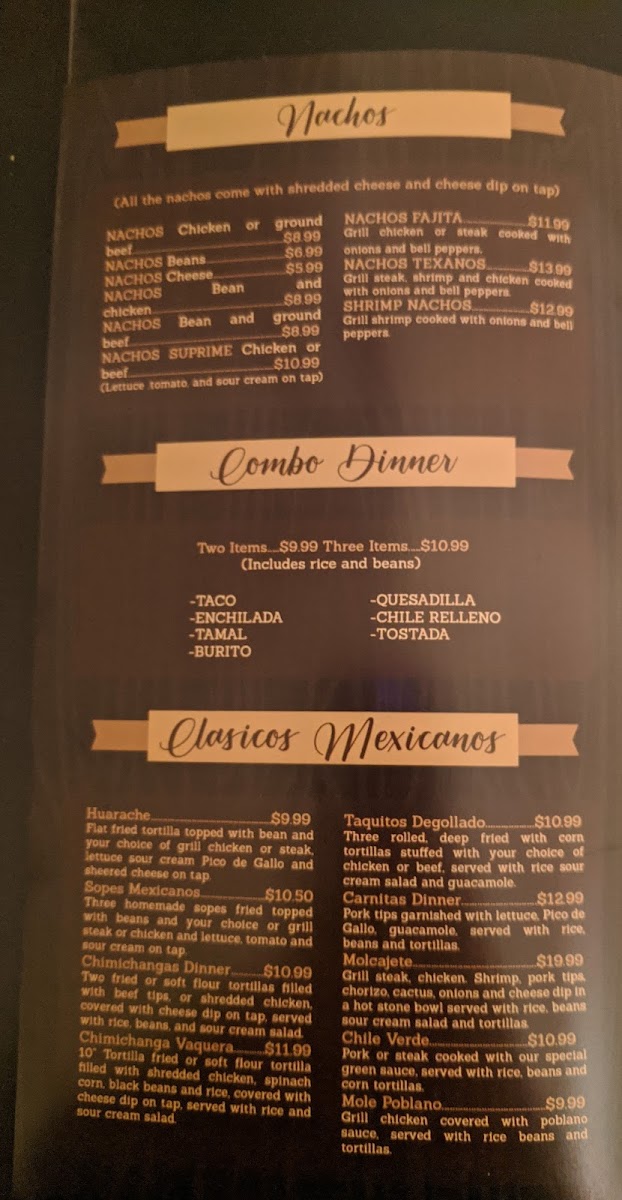 Nachos
(All the nachos come with shredded cheese and cheese dip on tap)
NACHOS Chicken or ground
beef...............$8.99
NACHOS Beans...............$6.99
NACHOS Cheese...............$5.99
NACHOS Bean and
chicken...............$8.99
NACHOS Bean and ground
beef...............$8.99
NACHOS SUPRIME Chicken or
beef...............$10.99
(Lettuce tomato, and sour cream on tap)
NACHOS FAJITA...............$11.99
Grill chicken or steak cooked with
onions and bell peppers.
NACHOS TEXANOS...............$13.99
Grill steak, shrimp and chicken cooked
with onions and bell peppers.
SHRIMP NACHOS...............$12.99
Grill shrimp cooked with onions and bell
peppers.
Combo Dinner
Two Items....$9.99 Three Items....$10.99
(Includes rice and beans)
-TACO
-ENCHILADA
-TAMAL
-BURITO
-QUESADILLA
-CHILE RELLENO
-TOSTADA
Clasicos Mexicanos
Huarache...............$9.99
Flat fried tortilla topped with bean and
your choice of grill chicken or steak,
lettuce sour cream Pico de Gallo and
sheered cheese on tap.
Sopes Mexicanos...............$10.50
Three homemade sopes fried topped
with beans and your choice or grill
steak or chicken and lettuce, tomato and
sour cream on tap.
Chimichangas Dinner.........$10.99
Two fried or soft flour tortillas filled
with beef tips, or shredded chicken,
covered with cheese dip on tap, served
with rice, beans, and sour cream salad.
Chimichanga Vaquera.........$11.99
10" Tortilla fried or soft flour tortilla
filled with shredded chicken, spinach
corn, black beans and rice, covered with
cheese dip on tap, served with rice and
sour cream salad.
Taquitos Degollado...............$10.99
Three rolled, deep fried with corn
tortillas stuffed with your choice of
chicken or beef, served with rice sour
cream salad and guacamole.
Carnitas Dinner...............$12.99
Pork tips garnished with lettuce, Pico de
Gallo, guacamole, served with rice,
beans and tortillas.
Molcajete...............$19.99
Grill steak, chicken, Shrimp, pork tips,
chorizo, cactus, onions and cheese dip in
a hot stone bowl served with rice, beans
sour cream salad and tortillas.
Chile Verde...............$10.99
Pork or steak cooked with our special
green sauce, served with rice, beans and
corn tortillas.
Mole Poblano...............$9.99
Grill chicken covered with poblano
sauce, served with rice beans and
tortillas.